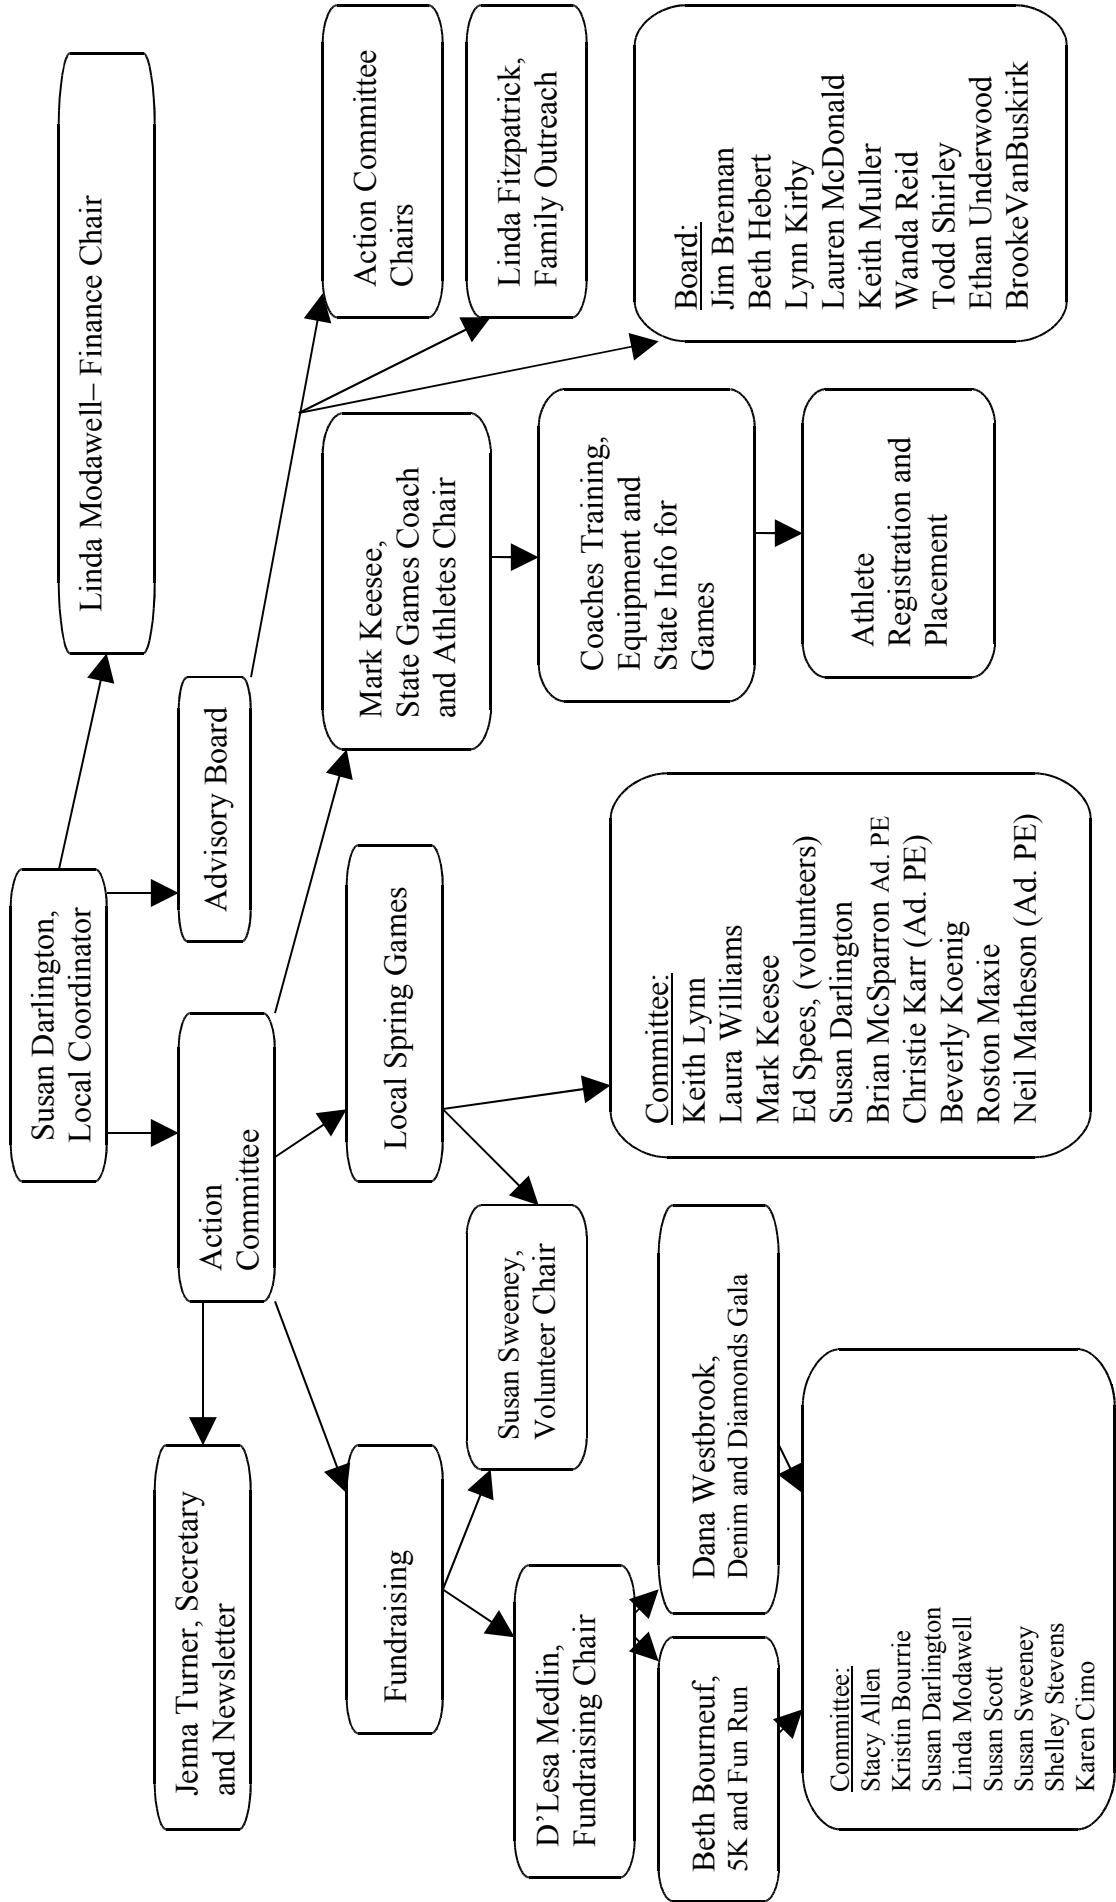 Susan Darlington,
Local Coordinator
Linda Modawell– Finance Chair
Jenna Turner, Secretary
and Newsletter
Action
Committee
Advisory Board
Fundraising
Local Spring Games
Mark Keesee,
State Games Coach
and Athletes Chair
Action Committee
Chairs
D'Lesa Medlin,
Fundraising Chair
Susan Sweeney,
Volunteer Chair
Coaches Training,
Equipment and
State Info for
Games
Linda Fitzpatrick,
Family Outreach
Beth Bourneuf,
5K and Fun Run
Dana Westbrook,
Denim and Diamonds Gala
Committee:
Keith Lynn
Laura Williams
Mark Keesee
Ed Spees, (volunteers)
Susan Darlington
Brian McSparron Ad. PE
Christie Karr (Ad. PE)
Beverly Koenig
Roston Maxie
Neil Matheson (Ad. PE)
Athlete
Registration and
Placement
Board:
Jim Brennan
Beth Hebert
Lynn Kirby
Lauren McDonald
Keith Muller
Wanda Reid
Todd Shirley
Ethan Underwood
BrookeVanBuskirk
Committee:
Stacy Allen
Kristin Bourrie
Susan Darlington
Linda Modawell
Susan Scott
Susan Sweeney
Shelley Stevens
Karen Cimo